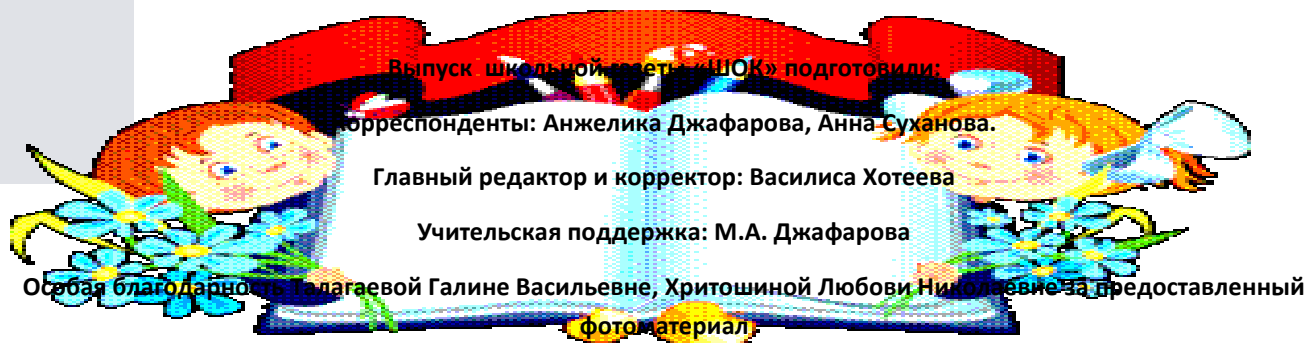 Выпуск школьной газеты «ШОК» подготовили:
Корреспонденты: Анжелика Джафарова, Анна Суханова.
Главный редактор и корректор: Василиса Хотеева
Учительская поддержка: М.А. Джафарова
Особая благодарность Талагаевой Галине Васильевне, Хритошиной Любови Николаевне за предоставленный
фотоматериал